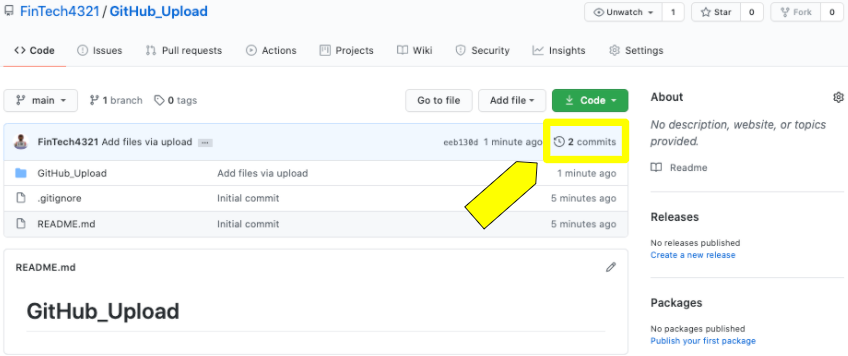 FinTech4321 / GitHub_Upload
Unwatch 1 Star 0 Fork 0
Code Issues Pull requests Actions Projects Wiki Security Insights Settings
main 1 branch 0 tags Go to file Add file Code
FinTech4321 Add files via upload ... eeb130d 1 minute ago 2 commits
GitHub_Upload Add files via upload 1 minute ago
.gitignore Initial commit 5 minutes ago
README.md Initial commit 5 minutes ago
README.md
GitHub_Upload
About
No description, website, or topics
provided.
Readme
Releases
No releases published
Create a new release
Packages
No packages published
Publish your first package